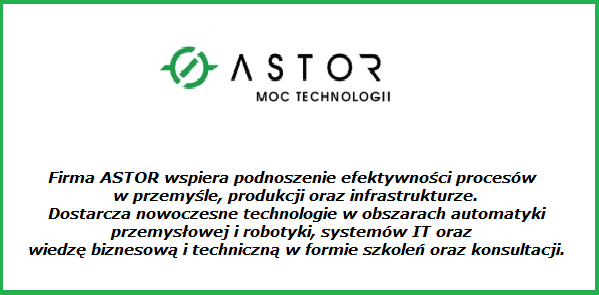 ASTOR
MOC TECHNOLOGII
Firma ASTOR wspiera podnoszenie efektywności procesów
w przemyśle, produkcji oraz infrastrukturze.
Dostarcza nowoczesne technologie w obszarach automatyki
przemysłowej i robotyki, systemów IT oraz
wiedzę biznesową i techniczną w formie szkoleń oraz konsultacji.